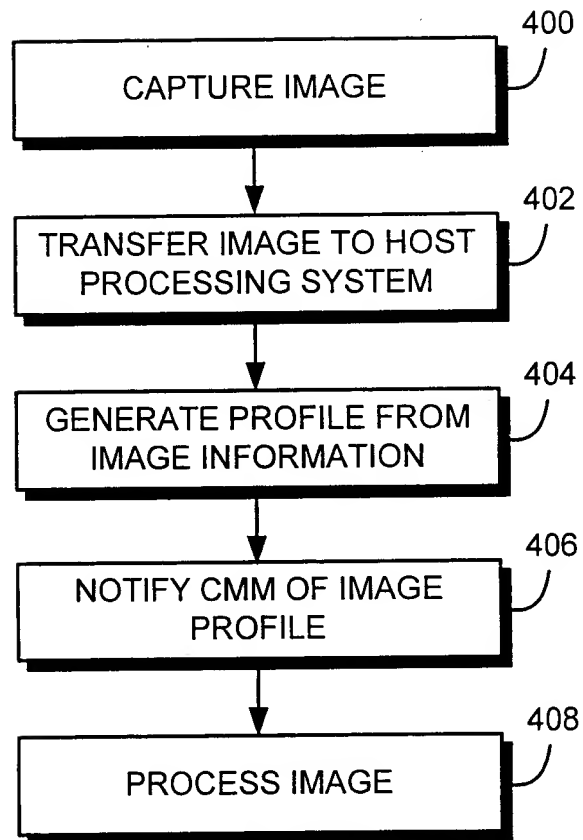 400
CAPTURE IMAGE
402
TRANSFER IMAGE TO HOST
PROCESSING SYSTEM
404
GENERATE PROFILE FROM
IMAGE INFORMATION
406
NOTIFY CMM OF IMAGE
PROFILE
408
PROCESS IMAGE